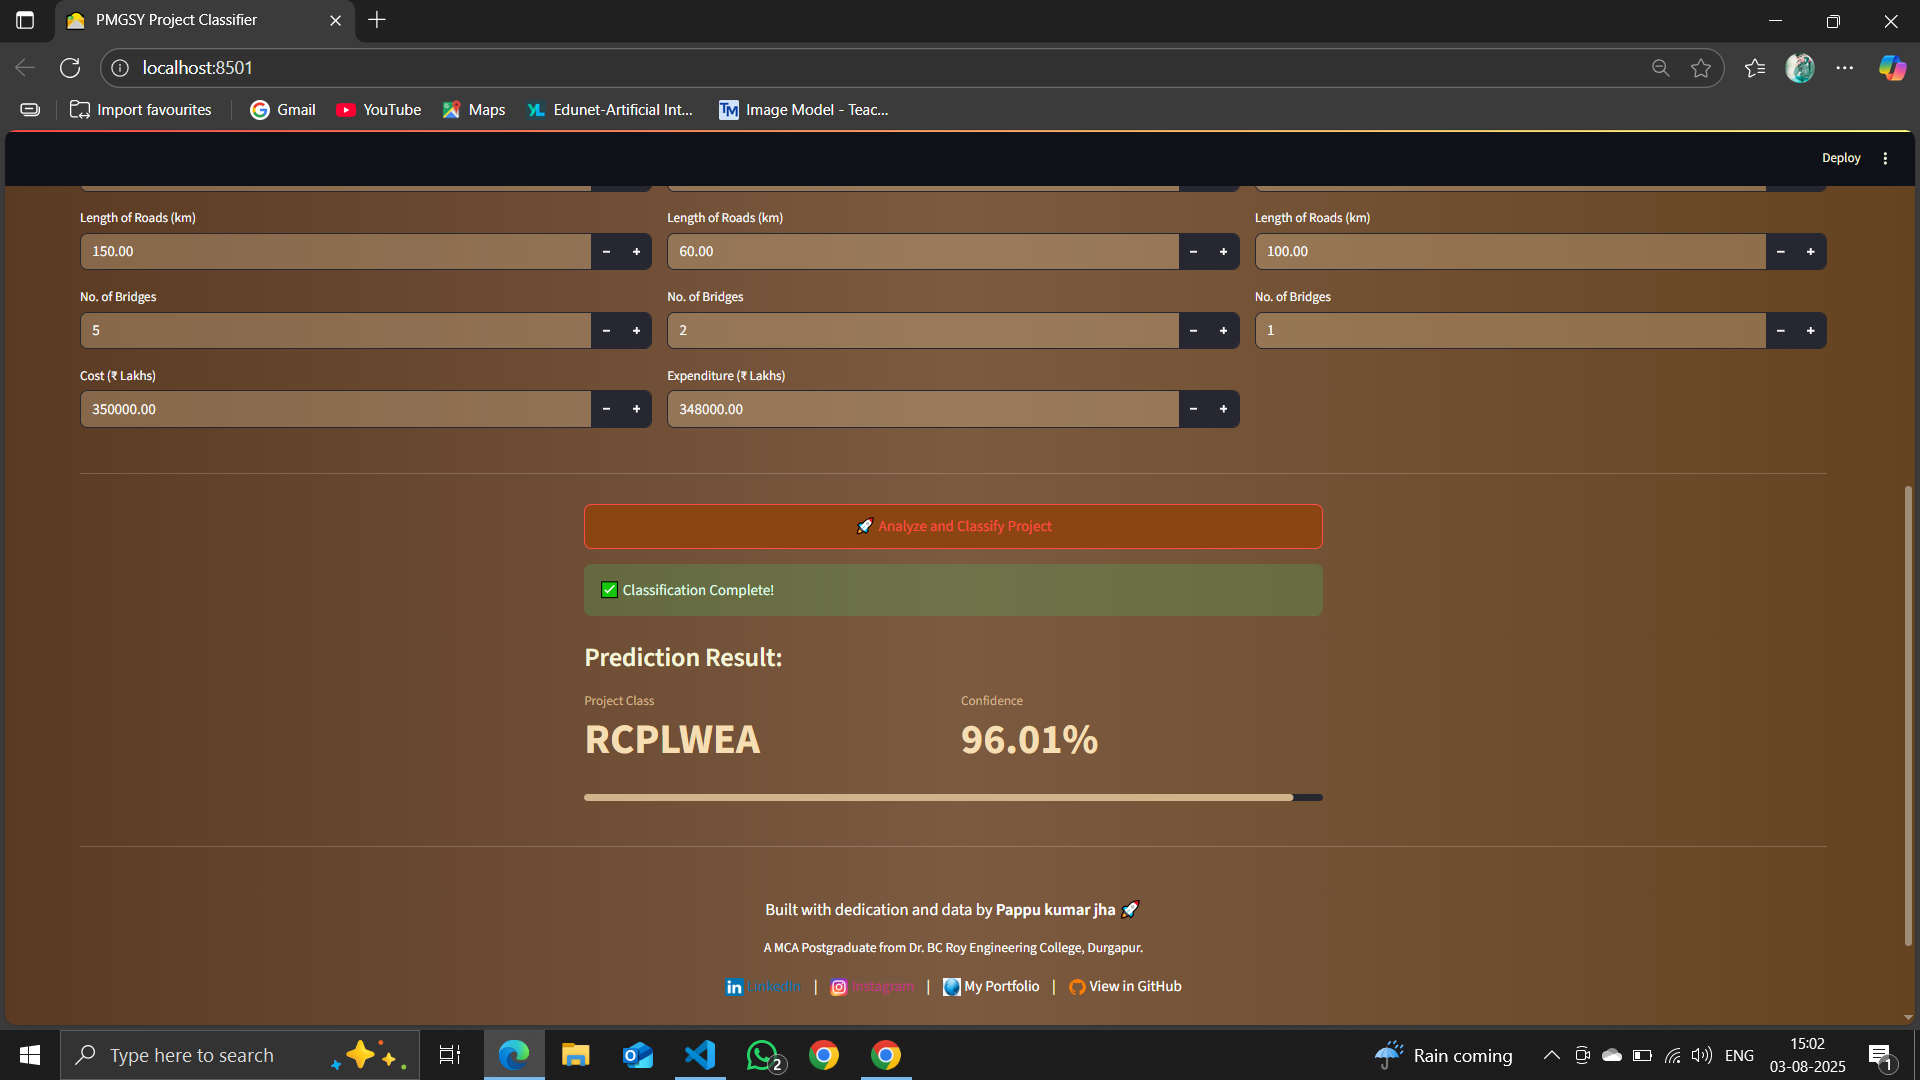 PMGSY Project Classifier
localhost:8501
Import favourites
Gmail
YouTube
Maps
Edunet-Artificial Int...
TM
Image Model - Teac...
Deploy
Length of Roads (km) Length of Roads (km) Length of Roads (km)
150.00 60.00 100.00
No. of Bridges No. of Bridges No. of Bridges
5 2 1
Cost (₹ Lakhs) Expenditure (₹ Lakhs)
350000.00 348000.00
Analyze and Classify Project
Classification Complete!
Prediction Result:
Project Class Confidence
RCPLWEA 96.01%
Built with dedication and data by Pappu kumar jha
A MCA Postgraduate from Dr. BC Roy Engineering College, Durgapur.
in LinkedIn | Instagram | My Portfolio | View in GitHub
Type here to search
2
Rain coming
ENG
15:02
03-08-2025
1